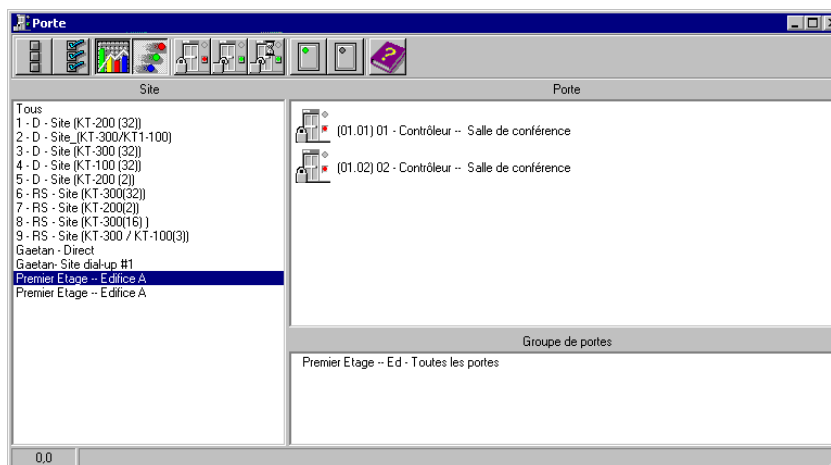 Porte
Site
Porte
Tous
1 - D - Site (KT-200 (32))
2 - D - Site_(KT-300/KT1-100)
3 - D - Site (KT-300 (32))
4 - D - Site (KT-100 (32))
5 - D - Site (KT-200 (2))
6 - RS - Site (KT-300(32))
7 - RS - Site (KT-200(2))
8 - RS - Site (KT-300(16) )
9 - RS - Site (KT-300 / KT-100(3))
Gaetan - Direct
Gaetan- Site dial-up #1
Premier Etage -- Edifice A
Premier Etage -- Edifice A
(01.01) 01 - Contrôleur -- Salle de conférence
(01.02) 02 - Contrôleur -- Salle de conférence
Groupe de portes
Premier Etage -- Ed - Toutes les portes
0,0